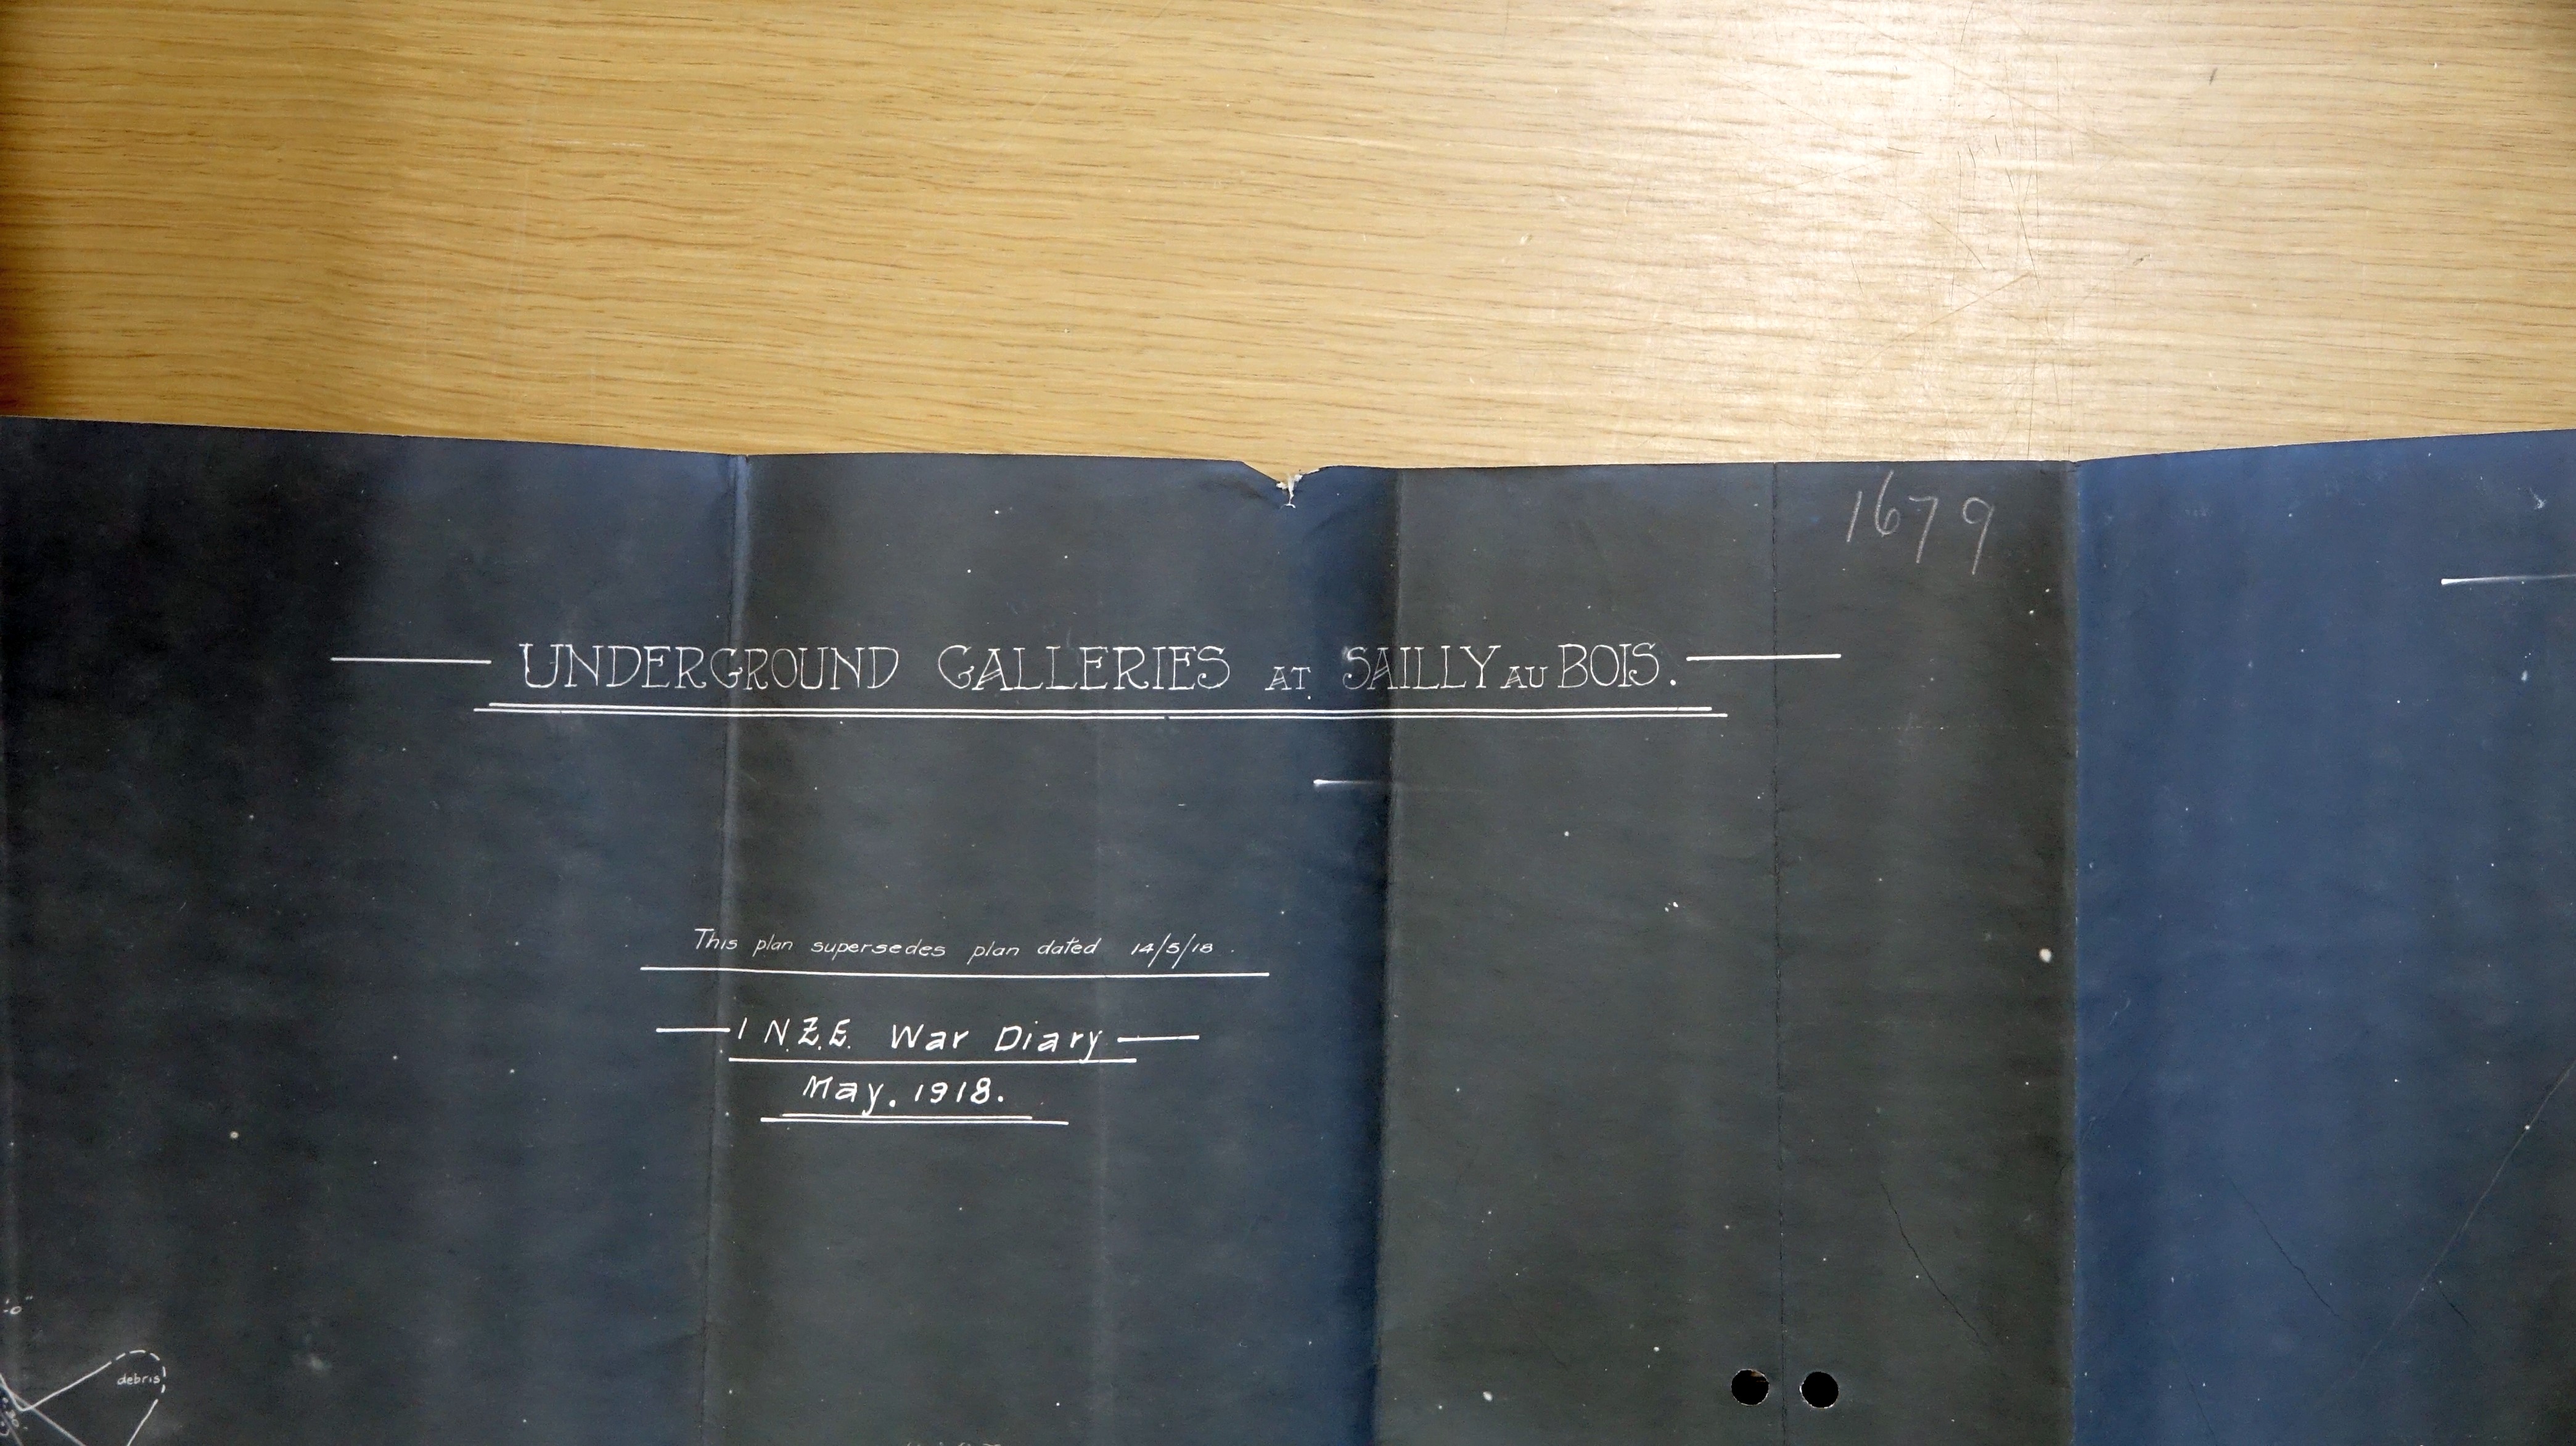 1679
UNDERGROUND GALLERIES AT SAILLY AU BOIS.
This plan supersedes plan dated 14/5/18.
1 N.Z.E. War Diary
May. 1918.
debris